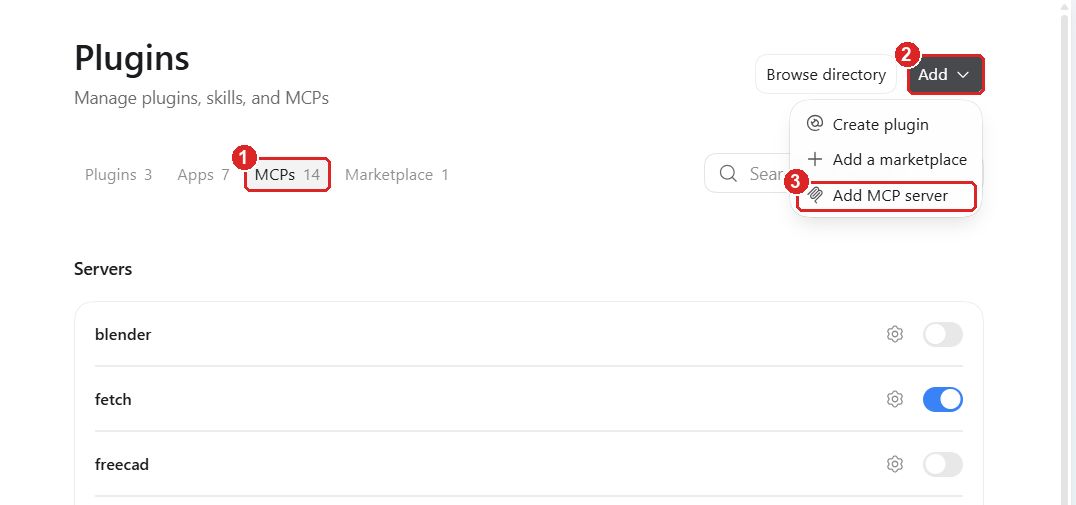 Plugins
Manage plugins, skills, and MCPs
Browse directory
2
Add
Create plugin
Add a marketplace
3
Add MCP server
Plugins 3
Apps 7
1
MCPs 14
Marketplace 1
Sear
Servers
blender
fetch
freecad